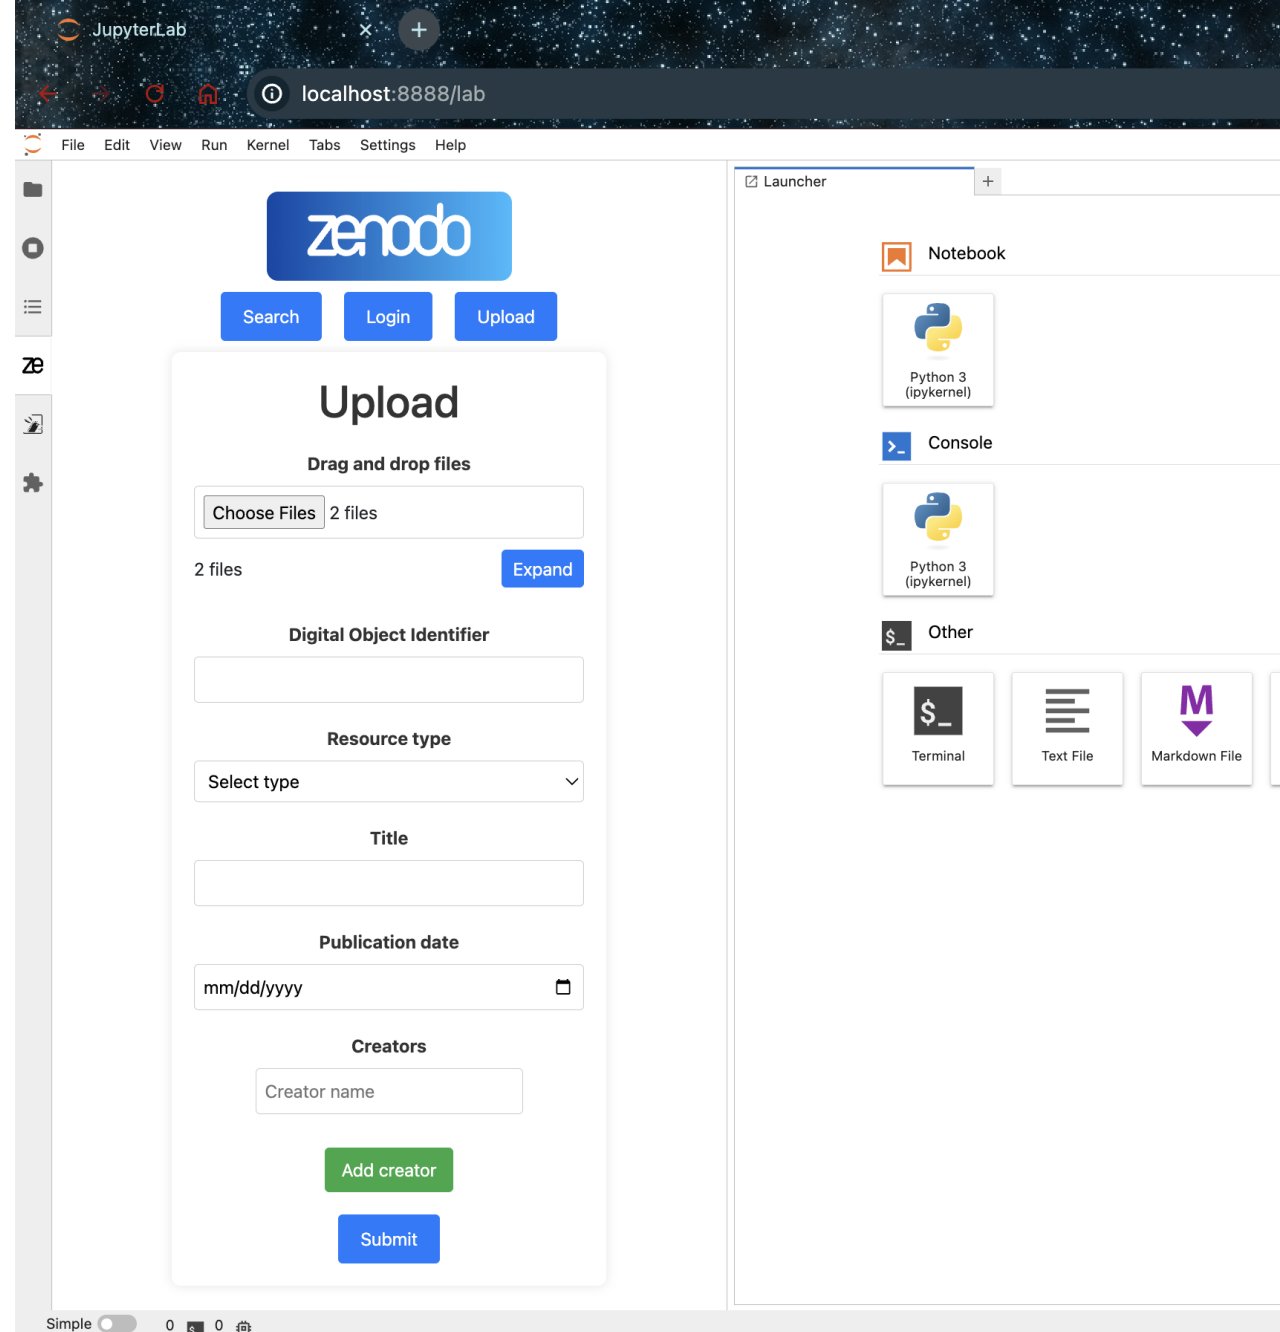 JupyterLab
localhost:8888/lab
File Edit View Run Kernel Tabs Settings Help
Launcher
zenodo
Search Login Upload
ze
Upload
Drag and drop files
Choose Files 2 files
2 files Expand
Digital Object Identifier
Resource type
Select type
Title
Publication date
mm/dd/yyyy
Creators
Creator name
Add creator
Submit
Notebook
Python 3
(ipykernel)
Console
Python 3
(ipykernel)
$_ Other
$_
Terminal
Text File
M
Markdown File
Simple 0 $_ 0